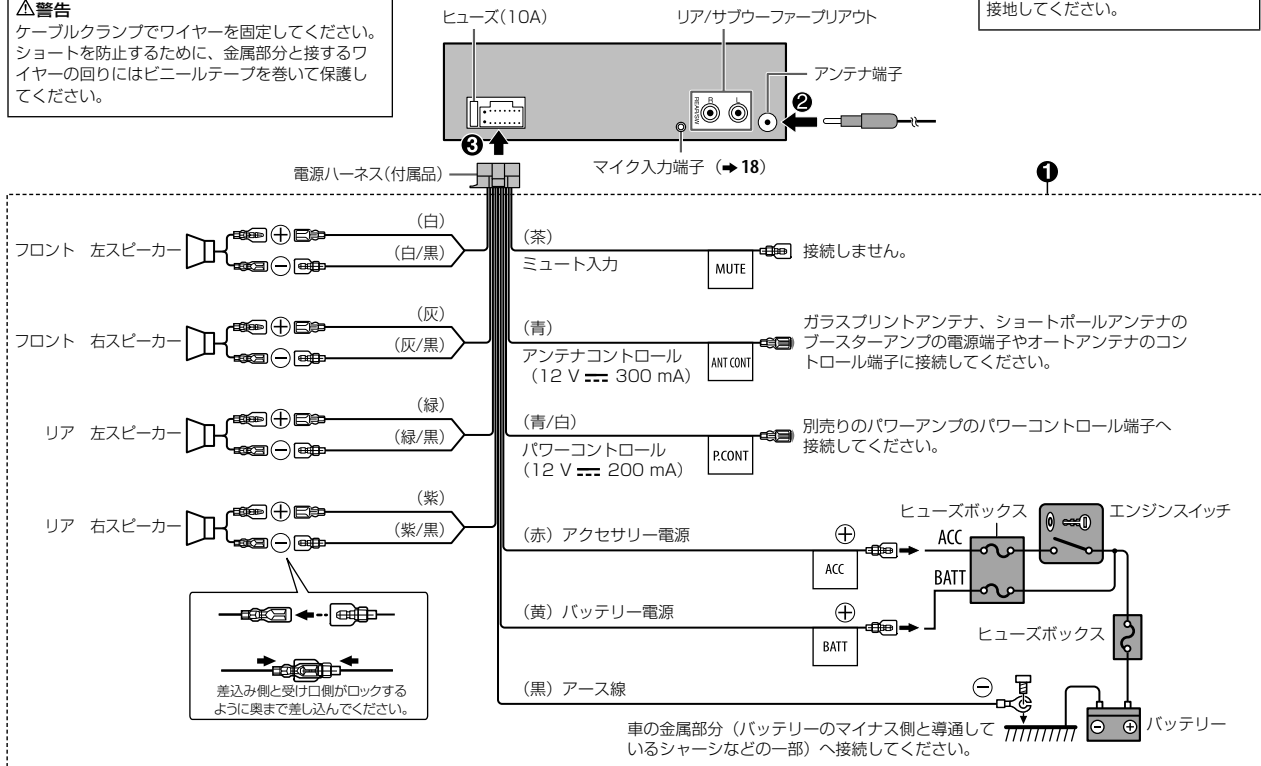 ⚠警告
ケーブルクランプでワイヤーを固定してください。
ショートを防止するために、金属部分と接するワ
イヤーの回りにはビニールテープを巻いて保護し
てください。
接地してください。
ヒューズ(10A)
リア/サブウーファープリアウト
アンテナ端子
REAR/SW
R
L
❷
❸
マイク入力端子（➔ 18）
電源ハーネス(付属品)
❶
フロント 左スピーカー
⊕
（白）
⊖
（白/黒）
フロント 右スピーカー
⊕
（灰）
⊖
（灰/黒）
リア 左スピーカー
⊕
（緑）
⊖
（緑/黒）
リア 右スピーカー
⊕
（紫）
⊖
（紫/黒）
差込み側と受け口側がロックする
ように奥まで差し込んでください。
（茶）
ミュート入力
MUTE
接続しません。
（青）
アンテナコントロール
（12 V ⎓ 300 mA）
ANT CONT
ガラスプリントアンテナ、ショートポールアンテナの
ブースターアンプの電源端子やオートアンテナのコン
トロール端子に接続してください。
（青/白）
パワーコントロール
（12 V ⎓ 200 mA）
P.CONT
別売りのパワーアンプのパワーコントロール端子へ
接続してください。
（赤）アクセサリー電源
⊕
ACC
ACC
ヒューズボックス
エンジンスイッチ
（黄）バッテリー電源
⊕
BATT
BATT
ヒューズボックス
（黒）アース線
⊖
車の金属部分（バッテリーのマイナス側と導通して
いるシャーシなどの一部）へ接続してください。
⊖ ⊕
バッテリー